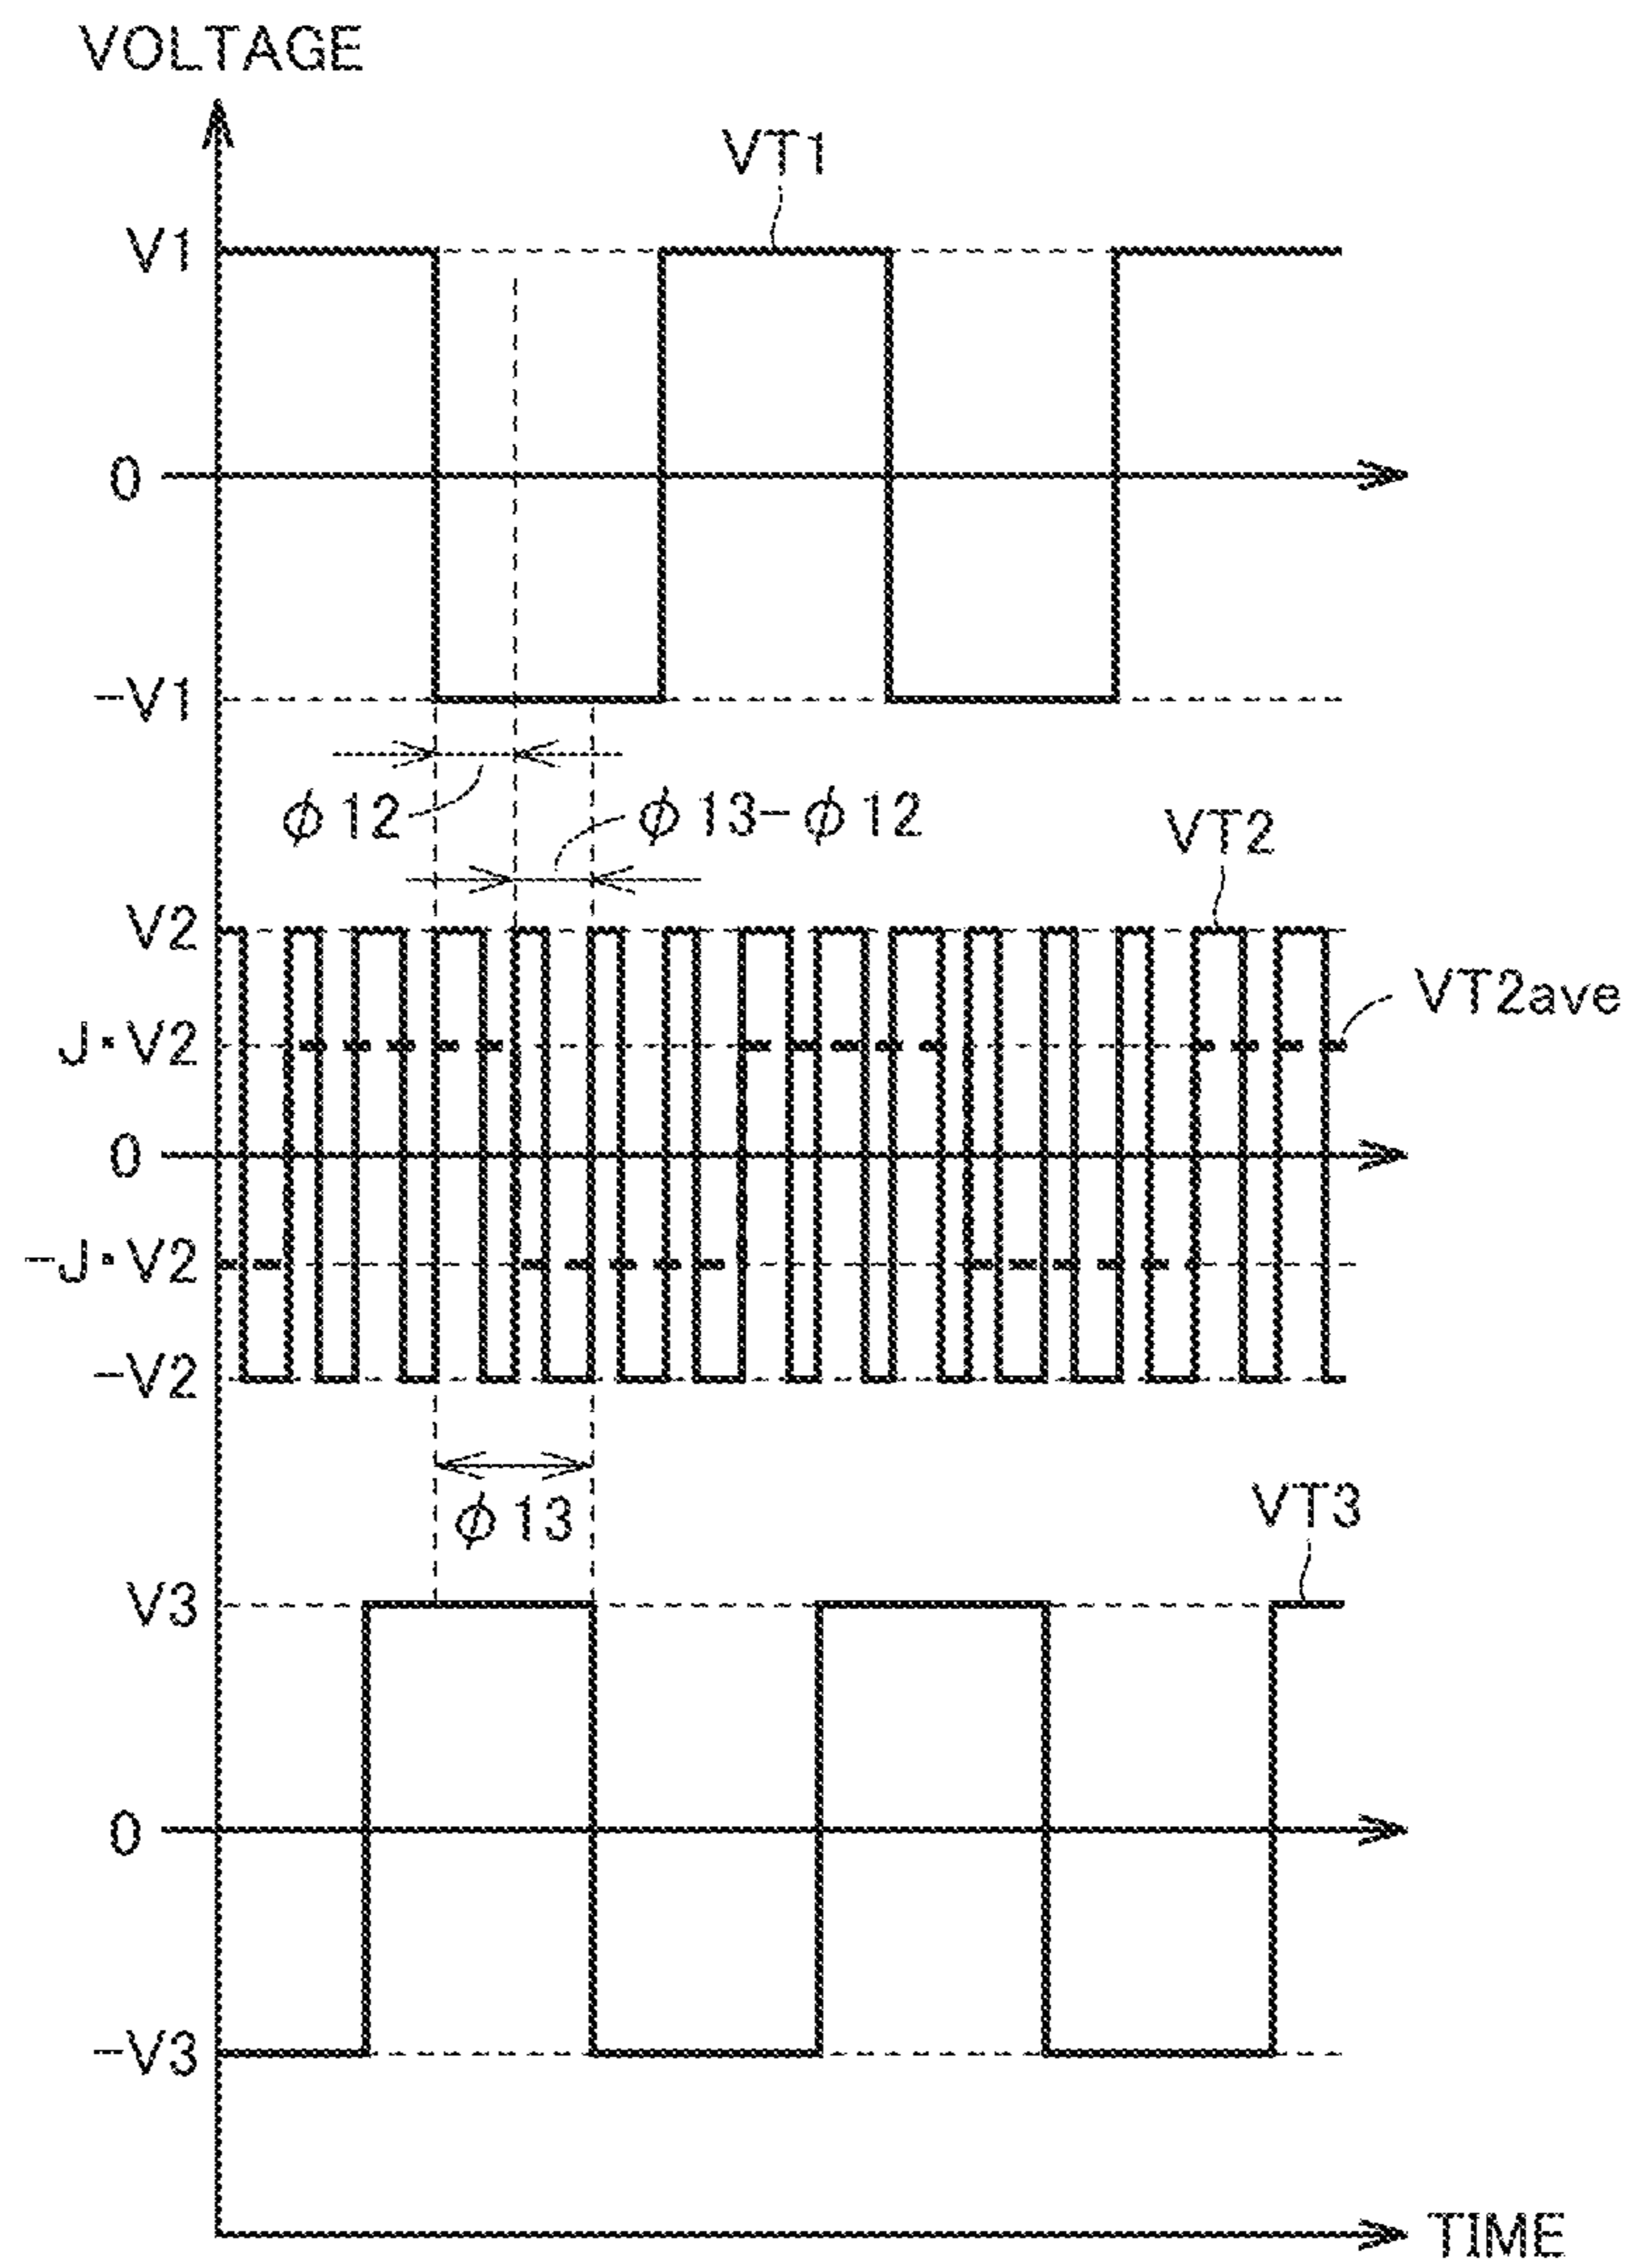 VOLTAGE
VT1
V1
0
-V1
ϕ12
ϕ13-ϕ12
VT2
V2
VT2ave
J·V2
0
-J·V2
-V2
ϕ13
VT3
V3
0
-V3
TIME